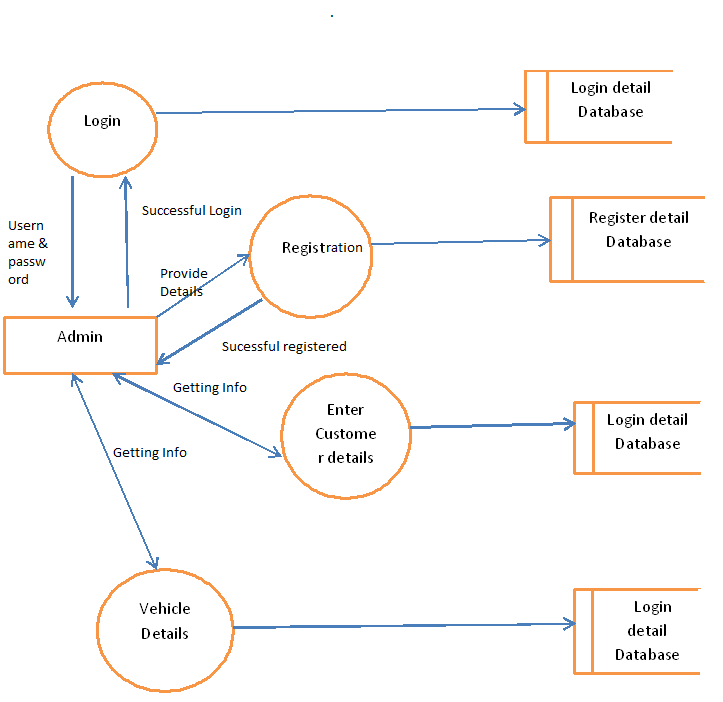 Login
Login detail
Database
Usern
ame &
passw
ord
Successful Login
Registration
Register detail
Database
Provide
Details
Admin
Sucessful registered
Getting Info
Enter
Custome
r details
Login detail
Database
Getting Info
Vehicle
Details
Login
detail
Database